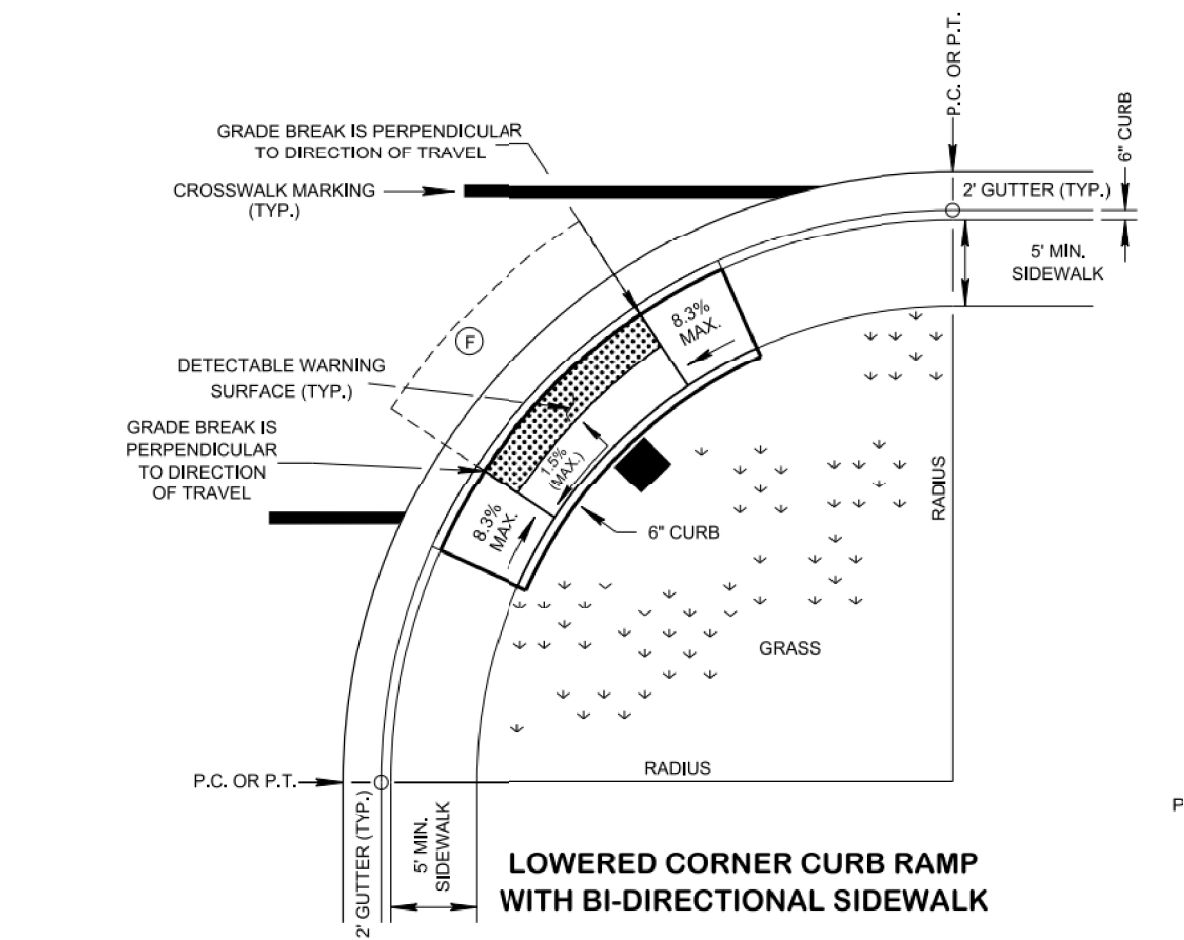 P.C. OR P.T.
6" CURB
GRADE BREAK IS PERPENDICULAR
TO DIRECTION OF TRAVEL
CROSSWALK MARKING
(TYP.)
2' GUTTER (TYP.)
5' MIN.
SIDEWALK
8.3%
MAX.
F
DETECTABLE WARNING
SURFACE (TYP.)
GRADE BREAK IS
PERPENDICULAR
TO DIRECTION
OF TRAVEL
1.5%
(MAX.)
8.3%
MAX.
6" CURB
RADIUS
GRASS
RADIUS
P.C. OR P.T.
2' GUTTER (TYP.)
5' MIN.
SIDEWALK
P
LOWERED CORNER CURB RAMP
WITH BI-DIRECTIONAL SIDEWALK